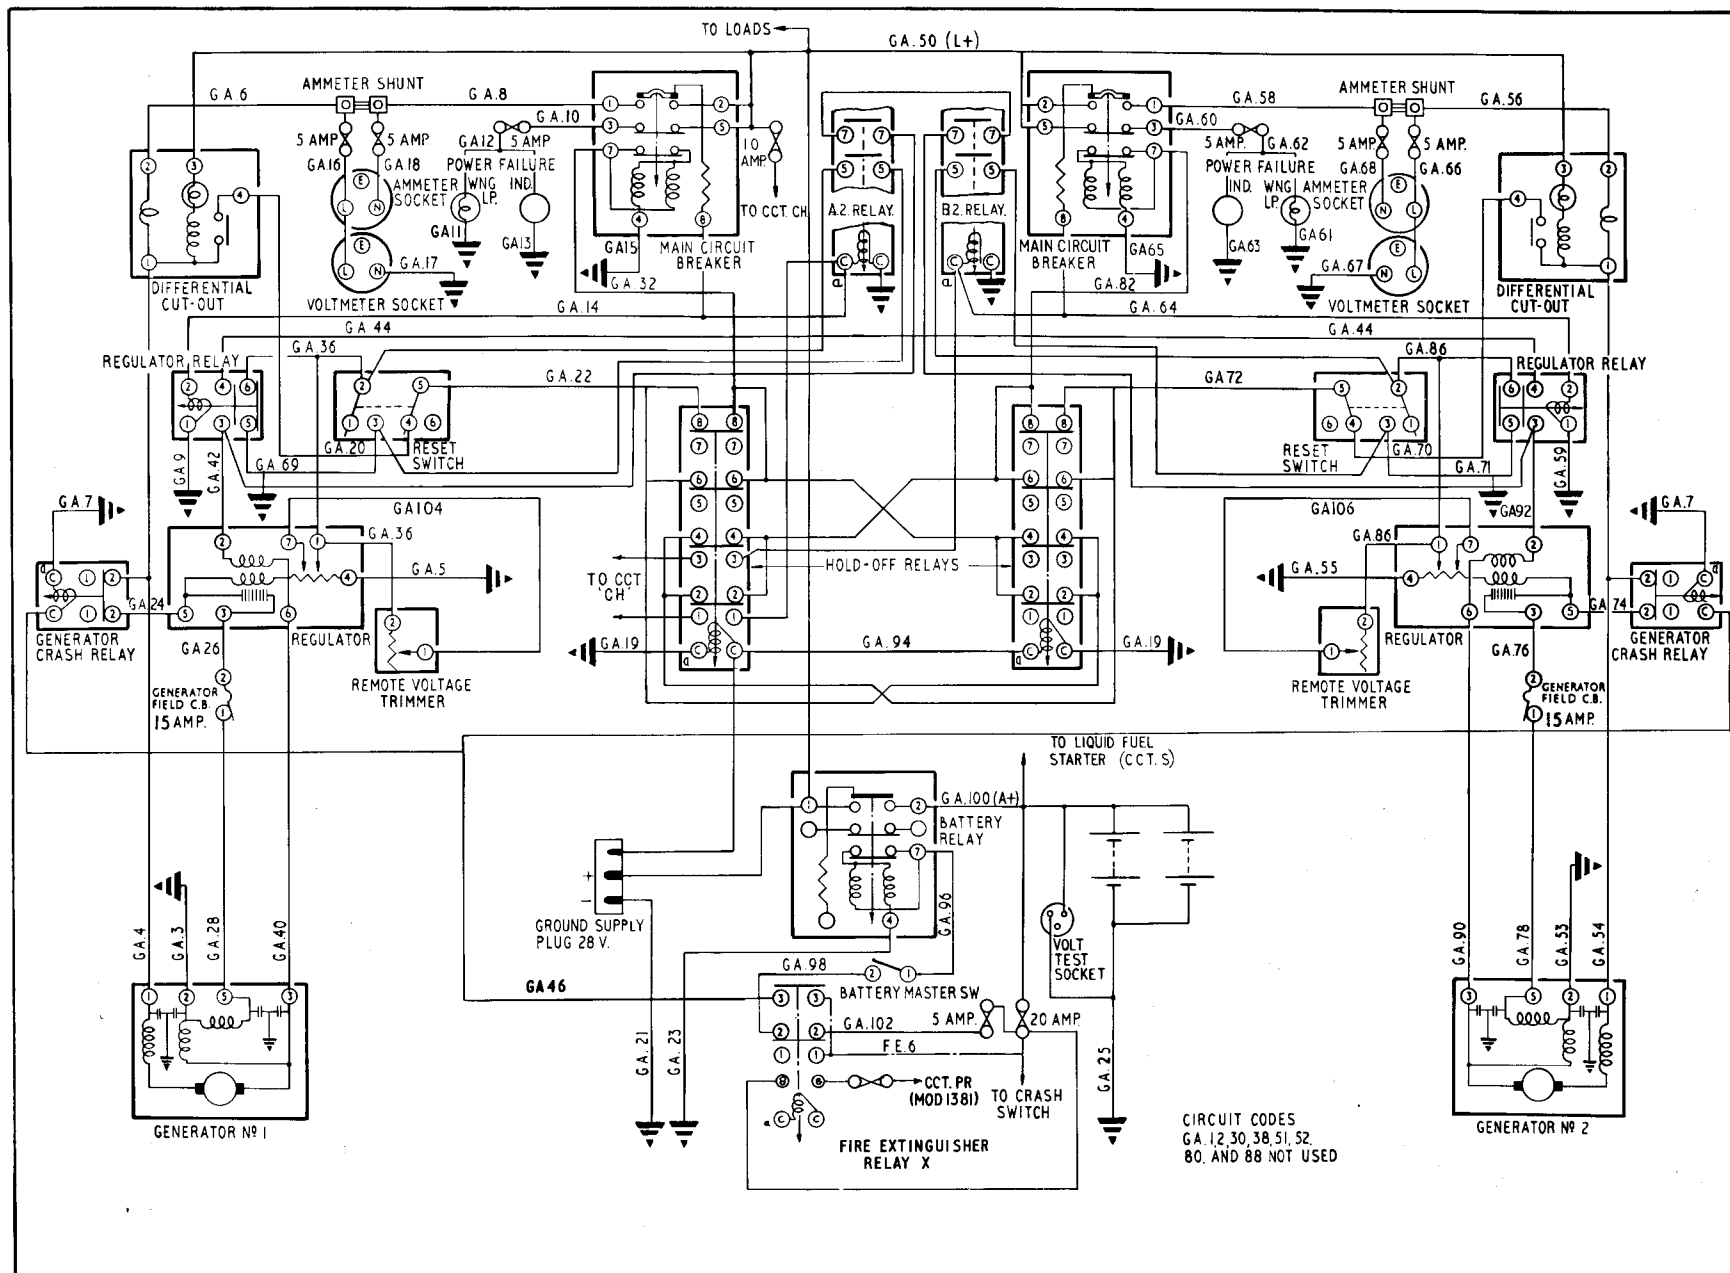 TO LOADS
GA.50 (L+)
GA.6
AMMETER SHUNT
GA.8
GA.10
5 AMP
5 AMP
GA16
GA.18
GA12
5 AMP
POWER FAILURE
AMMETER SOCKET
WNG LP.
IND.
GA11
GA13
GA15
10 AMP.
TO CCT. CH
MAIN CIRCUIT
BREAKER
A.2. RELAY.
B2. RELAY.
MAIN CIRCUIT
BREAKER
GA65
GA.58
GA.60
5 AMP.
GA.62
POWER FAILURE
IND.
WNG LP.
AMMETER SOCKET
GA63
GA61
AMMETER SHUNT
GA.56
5 AMP.
5 AMP.
GA.68
GA.66
GA.17
VOLTMETER SOCKET
DIFFERENTIAL
CUT-OUT
GA.67
VOLTMETER SOCKET
DIFFERENTIAL
CUT-OUT
GA.32
GA.14
GA.44
GA.82
GA.64
GA.44
REGULATOR RELAY
GA.36
GA.22
GA.20
RESET
SWITCH
GA.9
GA.42
GA.69
GA72
GA.86
REGULATOR RELAY
RESET
SWITCH
GA.70
GA.71
GA.59
GA92
GA.7
GA104
GA.36
GA.5
GA.24
REGULATOR
GENERATOR
CRASH RELAY
GA26
REMOTE VOLTAGE
TRIMMER
GENERATOR
FIELD C.B.
15 AMP.
TO CCT
'CH'
HOLD-OFF RELAYS
GA.19
GA.94
GA.19
GA106
GA.86
GA.55
GA.7
GA.74
REGULATOR
GENERATOR
CRASH RELAY
GA.76
REMOTE VOLTAGE
TRIMMER
GENERATOR
FIELD C.B.
15 AMP.
TO LIQUID FUEL
STARTER (CCT. S)
GA.100(A+)
BATTERY
RELAY
+
−
GROUND SUPPLY
PLUG 28 V.
GA.96
VOLT
TEST
SOCKET
GA.98
BATTERY MASTER SW
GA46
GA.102
5 AMP.
20 AMP
F.E.6
CCT. PR
(MOD 1381)
TO CRASH
SWITCH
GA.21
GA.23
GA.25
FIRE EXTINGUISHER
RELAY X
GA.4
GA.3
GA.28
GA.40
GENERATOR Nº 1
GA.90
GA.78
GA.53
GA.54
GENERATOR Nº 2
CIRCUIT CODES
GA.1,2,30,38,51,52,
80, AND 88 NOT USED